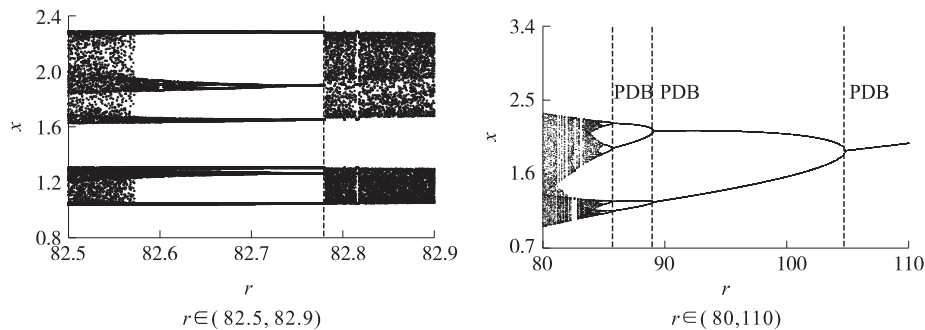 2.4
2.0
1.6
1.2
0.8
x
82.5
82.6
82.7
82.8
82.9
r
r∈(82.5, 82.9)
3.4
2.5
1.6
0.7
x
PDB
PDB
PDB
80
90
100
110
r
r∈(80,110)